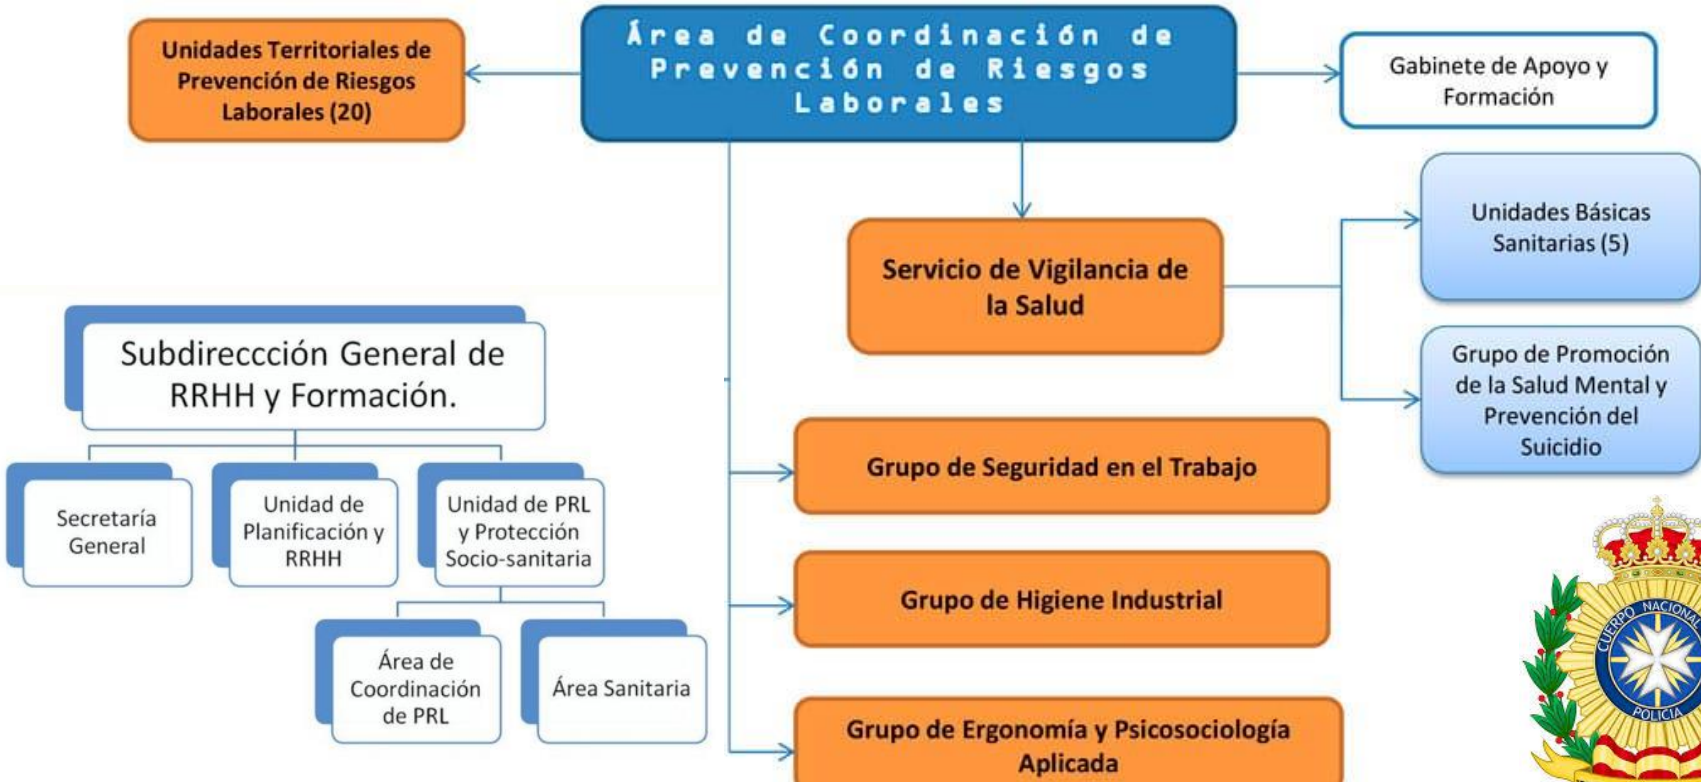 Unidades Territoriales de
Prevención de Riesgos
Laborales (20)
Área de Coordinación de
Prevención de Riesgos
Laborales
Gabinete de Apoyo y
Formación
Unidades Básicas
Sanitarias (5)
Servicio de Vigilancia de
la Salud
Grupo de Promoción
de la Salud Mental y
Prevención del
Suicidio
Subdireccción General de
RRHH y Formación.
Secretaría
General
Unidad de
Planificación y
RRHH
Unidad de PRL
y Protección
Socio-sanitaria
Área de
Coordinación
de PRL
Área Sanitaria
Grupo de Seguridad en el Trabajo
Grupo de Higiene Industrial
Grupo de Ergonomía y Psicosociología
Aplicada
CUERPO NACIONAL
POLICIA